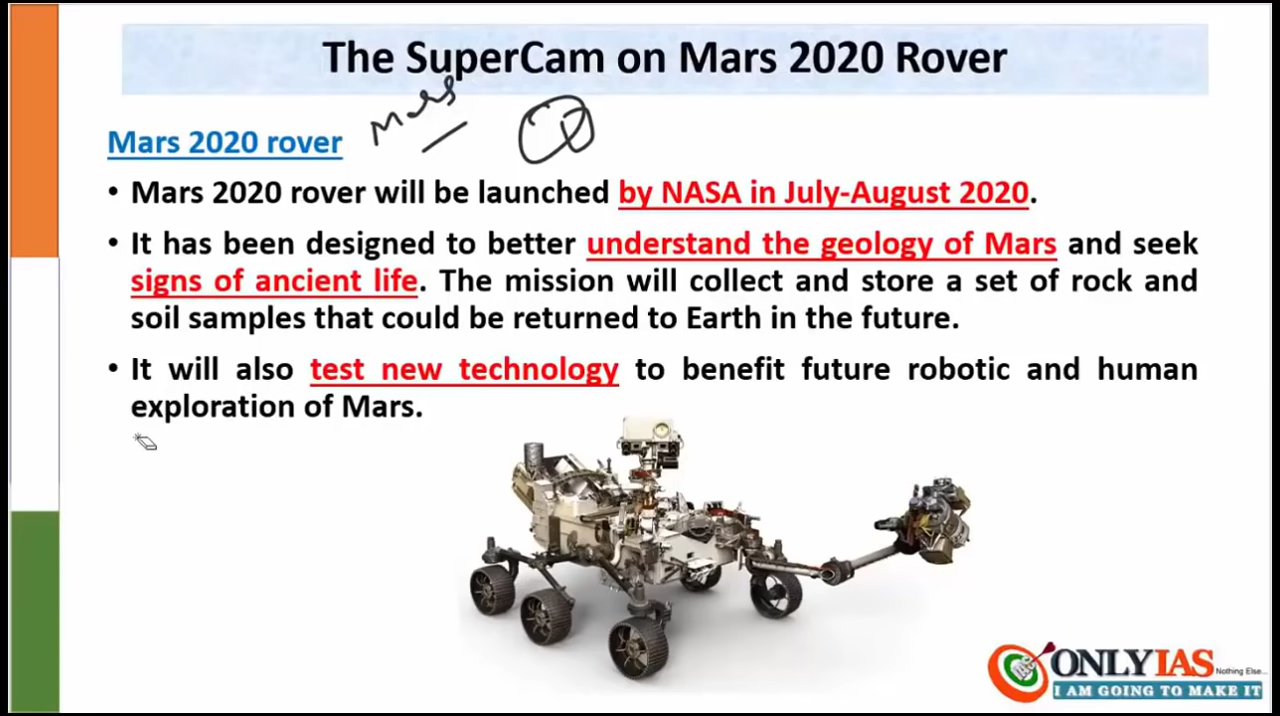 The SuperCam on Mars 2020 Rover
Mars
Mars 2020 rover
• Mars 2020 rover will be launched by NASA in July-August 2020.
• It has been designed to better understand the geology of Mars and seek
signs of ancient life. The mission will collect and store a set of rock and
soil samples that could be returned to Earth in the future.
• It will also test new technology to benefit future robotic and human
exploration of Mars.
ONLYIAS
Nothing Else...
I AM GOING TO MAKE IT